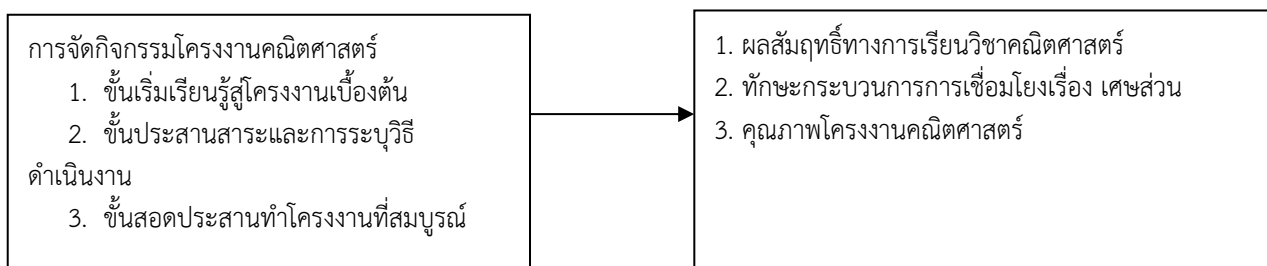 การจัดกิจกรรมโครงงานคณิตศาสตร์
1. ขั้นเริ่มเรียนรู้สู่โครงงานเบื้องต้น
2. ขั้นประสานสาระและการระบุวิธี
ดำเนินงาน
3. ขั้นสอดประสานทำโครงงานที่สมบูรณ์
1. ผลสัมฤทธิ์ทางการเรียนวิชาคณิตศาสตร์
2. ทักษะกระบวนการการเชื่อมโยงเรื่อง เศษส่วน
3. คุณภาพโครงงานคณิตศาสตร์